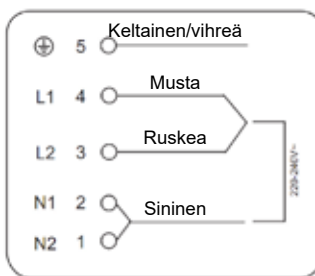 5 Keltainen/vihreä
L1 4 Musta
L2 3 Ruskea
N1 2
Sininen
N2 1
220-240V~